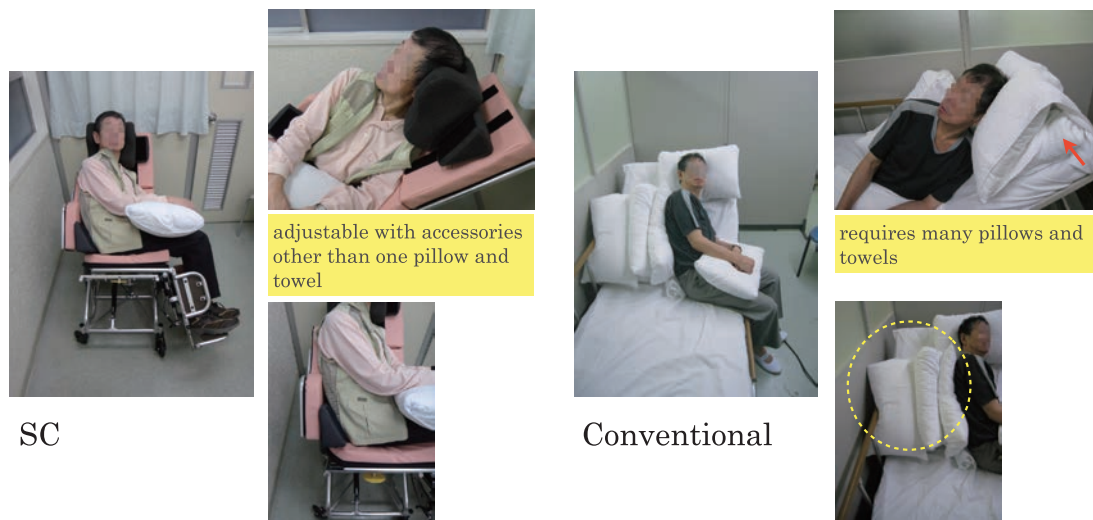 adjustable with accessories
other than one pillow and
towel
SC
requires many pillows and
towels
Conventional